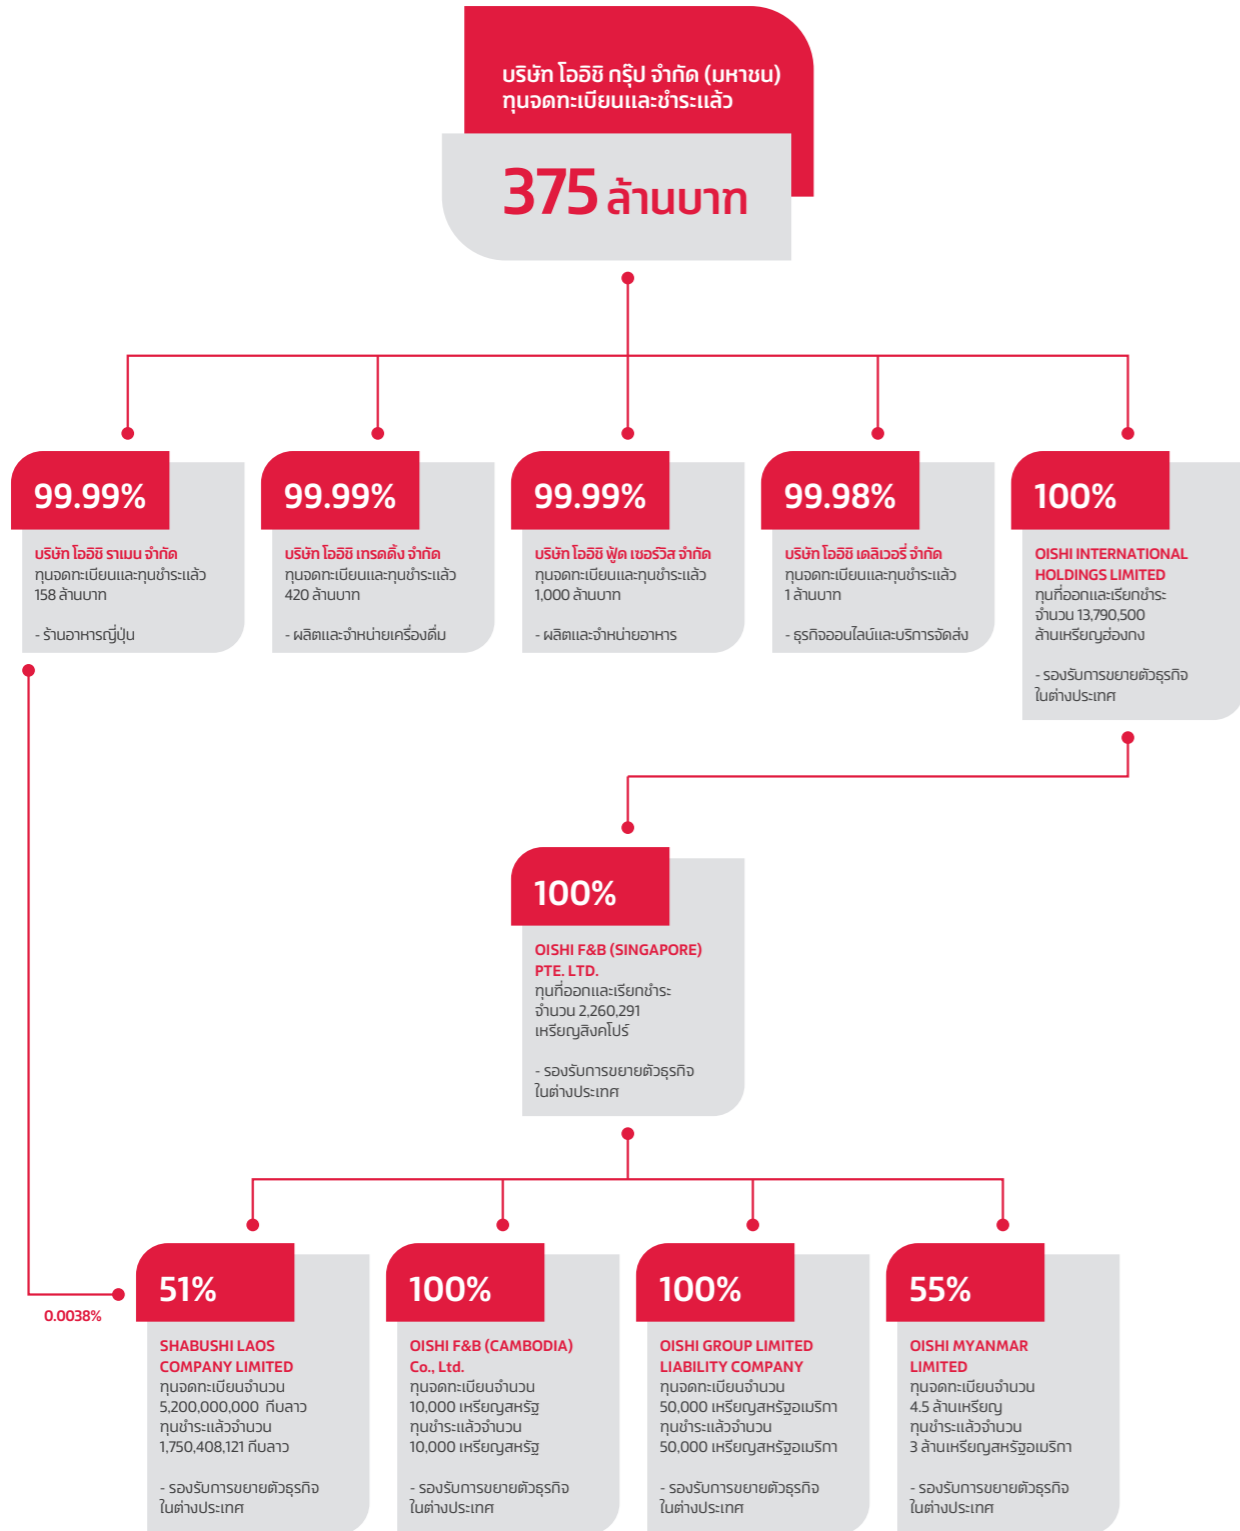 บริษัท โออิชิ กรุ๊ป จำกัด (มหาชน)
ทุนจดทะเบียนและชำระแล้ว
375 ล้านบาท
99.99%
บริษัท โออิชิ ราเมน จำกัด
ทุนจดทะเบียนและทุนชำระแล้ว
158 ล้านบาท
- ร้านอาหารญี่ปุ่น
99.99%
บริษัท โออิชิ เทรดดิ้ง จำกัด
ทุนจดทะเบียนและทุนชำระแล้ว
420 ล้านบาท
- ผลิตและจำหน่ายเครื่องดื่ม
99.99%
บริษัท โออิชิ ฟู้ด เซอร์วิส จำกัด
ทุนจดทะเบียนและทุนชำระแล้ว
1,000 ล้านบาท
- ผลิตและจำหน่ายอาหาร
99.98%
บริษัท โออิชิ เดลิเวอรี่ จำกัด
ทุนจดทะเบียนและทุนชำระแล้ว
1 ล้านบาท
- ธุรกิจออนไลน์และบริการจัดส่ง
100%
OISHI INTERNATIONAL
HOLDINGS LIMITED
ทุนที่ออกและเรียกชำระ
จำนวน 13,790,500
ล้านเหรียญฮ่องกง
- รองรับการขยายตัวธุรกิจ
ในต่างประเทศ
100%
OISHI F&B (SINGAPORE)
PTE. LTD.
ทุนที่ออกและเรียกชำระ
จำนวน 2,260,291
เหรียญสิงคโปร์
- รองรับการขยายตัวธุรกิจ
ในต่างประเทศ
0.0038%
51%
SHABUSHI LAOS
COMPANY LIMITED
ทุนจดทะเบียนจำนวน
5,200,000,000 กีบลาว
ทุนชำระแล้วจำนวน
1,750,408,121 กีบลาว
- รองรับการขยายตัวธุรกิจ
ในต่างประเทศ
100%
OISHI F&B (CAMBODIA)
Co., Ltd.
ทุนจดทะเบียนจำนวน
10,000 เหรียญสหรัฐ
ทุนชำระแล้วจำนวน
10,000 เหรียญสหรัฐ
- รองรับการขยายตัวธุรกิจ
ในต่างประเทศ
100%
OISHI GROUP LIMITED
LIABILITY COMPANY
ทุนจดทะเบียนจำนวน
50,000 เหรียญสหรัฐอเมริกา
ทุนชำระแล้วจำนวน
50,000 เหรียญสหรัฐอเมริกา
- รองรับการขยายตัวธุรกิจ
ในต่างประเทศ
55%
OISHI MYANMAR
LIMITED
ทุนจดทะเบียนจำนวน
4.5 ล้านเหรียญ
ทุนชำระแล้วจำนวน
3 ล้านเหรียญสหรัฐอเมริกา
- รองรับการขยายตัวธุรกิจ
ในต่างประเทศ